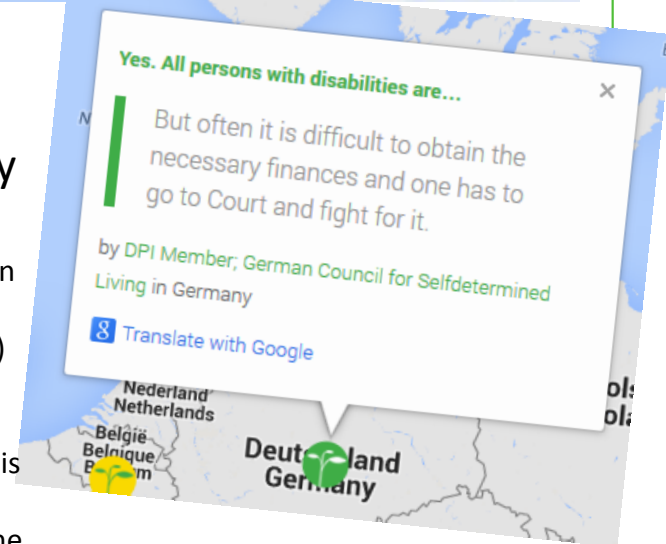 Yes. All persons with disabilities are...
×
But often it is difficult to obtain the
necessary finances and one has to
go to Court and fight for it.
by DPI Member; German Council for Selfdetermined
Living in Germany
8 Translate with Google
Nederland
Netherlands
België
Belgique
Deutschland
Germany
y
n
)
is
N